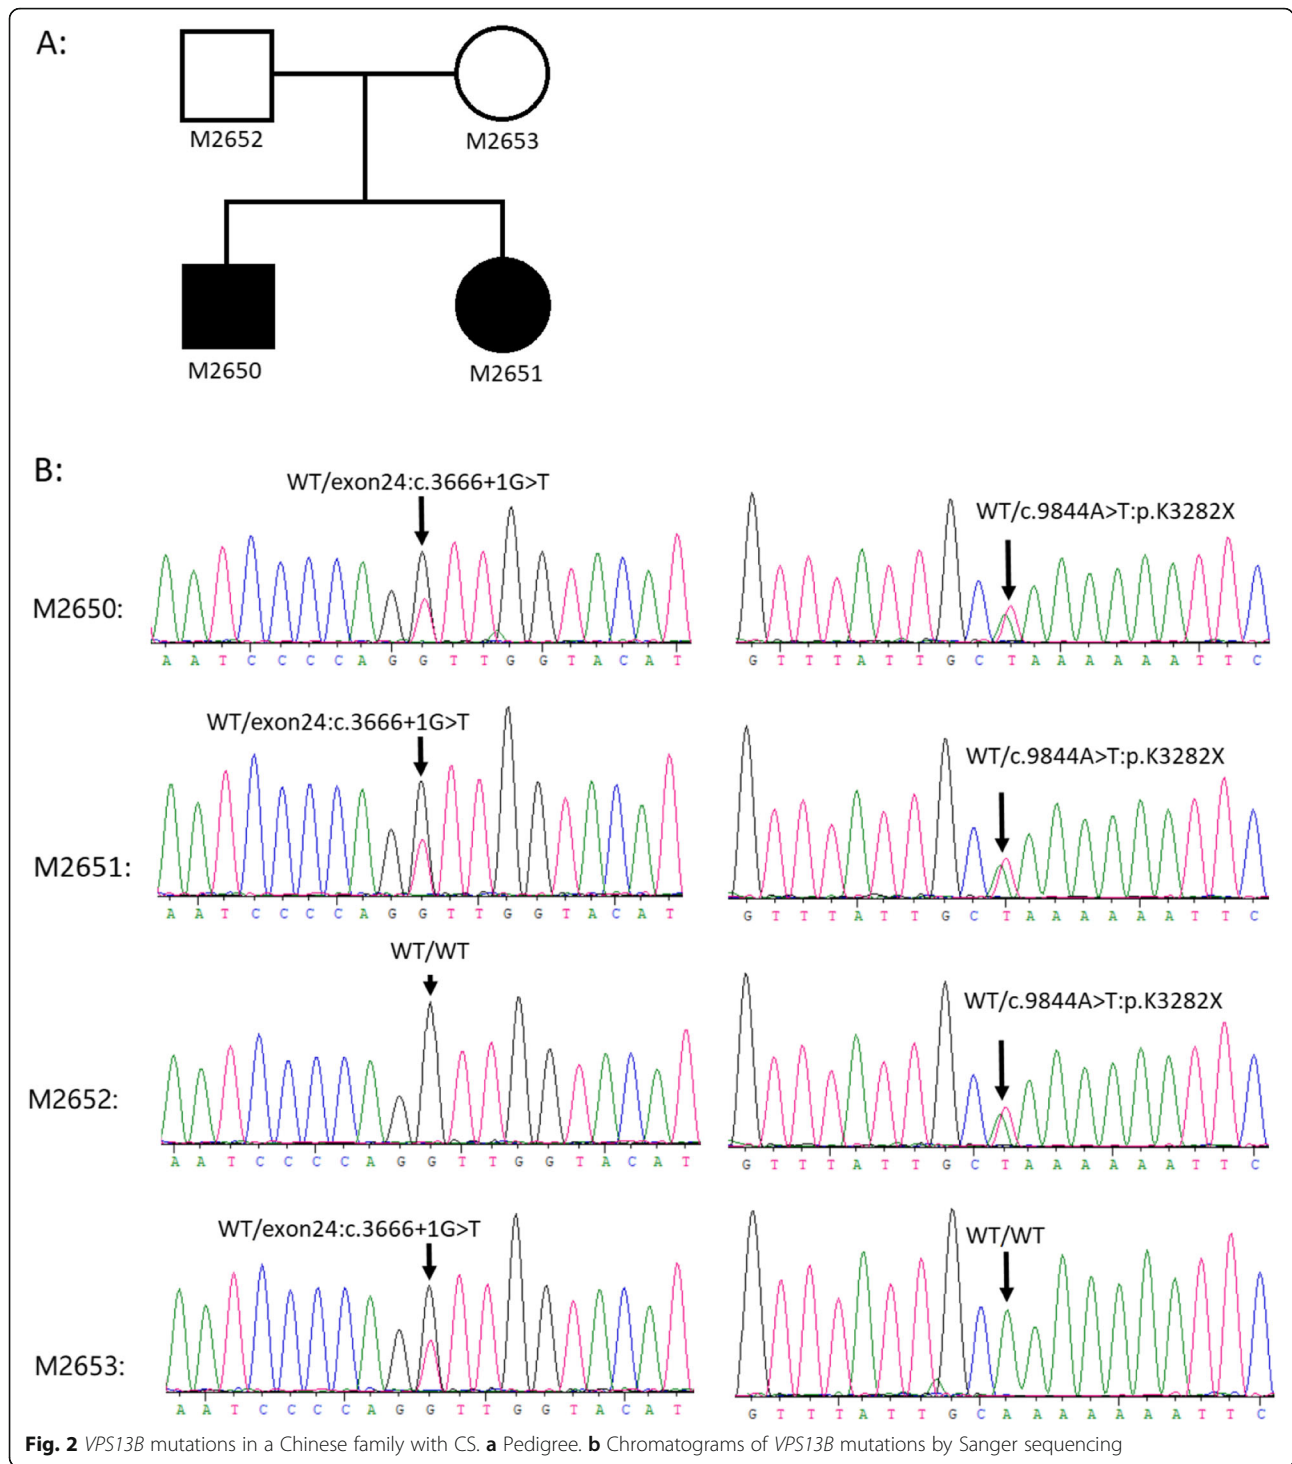 A:
M2652
M2653
M2650
M2651
B:
WT/exon24:c.3666+1G>T
WT/c.9844A>T:p.K3282X
M2650:
A A T C C C C A G G T T G G T A C A T
G T T T A T T G C T A A A A A A T T C
WT/exon24:c.3666+1G>T
WT/c.9844A>T:p.K3282X
M2651:
A A T C C C C A G G T T G G T A C A T
G T T T A T T G C T A A A A A A T T C
WT/WT
WT/c.9844A>T:p.K3282X
M2652:
A A T C C C C A G G T T G G T A C A T
G T T T A T T G C T A A A A A A T T C
WT/exon24:c.3666+1G>T
WT/WT
M2653:
A A T C C C C A G G T T G G T A C A T
G T T T A T T G C A A A A A A A T T C
Fig. 2 VPS13B mutations in a Chinese family with CS. a Pedigree. b Chromatograms of VPS13B mutations by Sanger sequencing